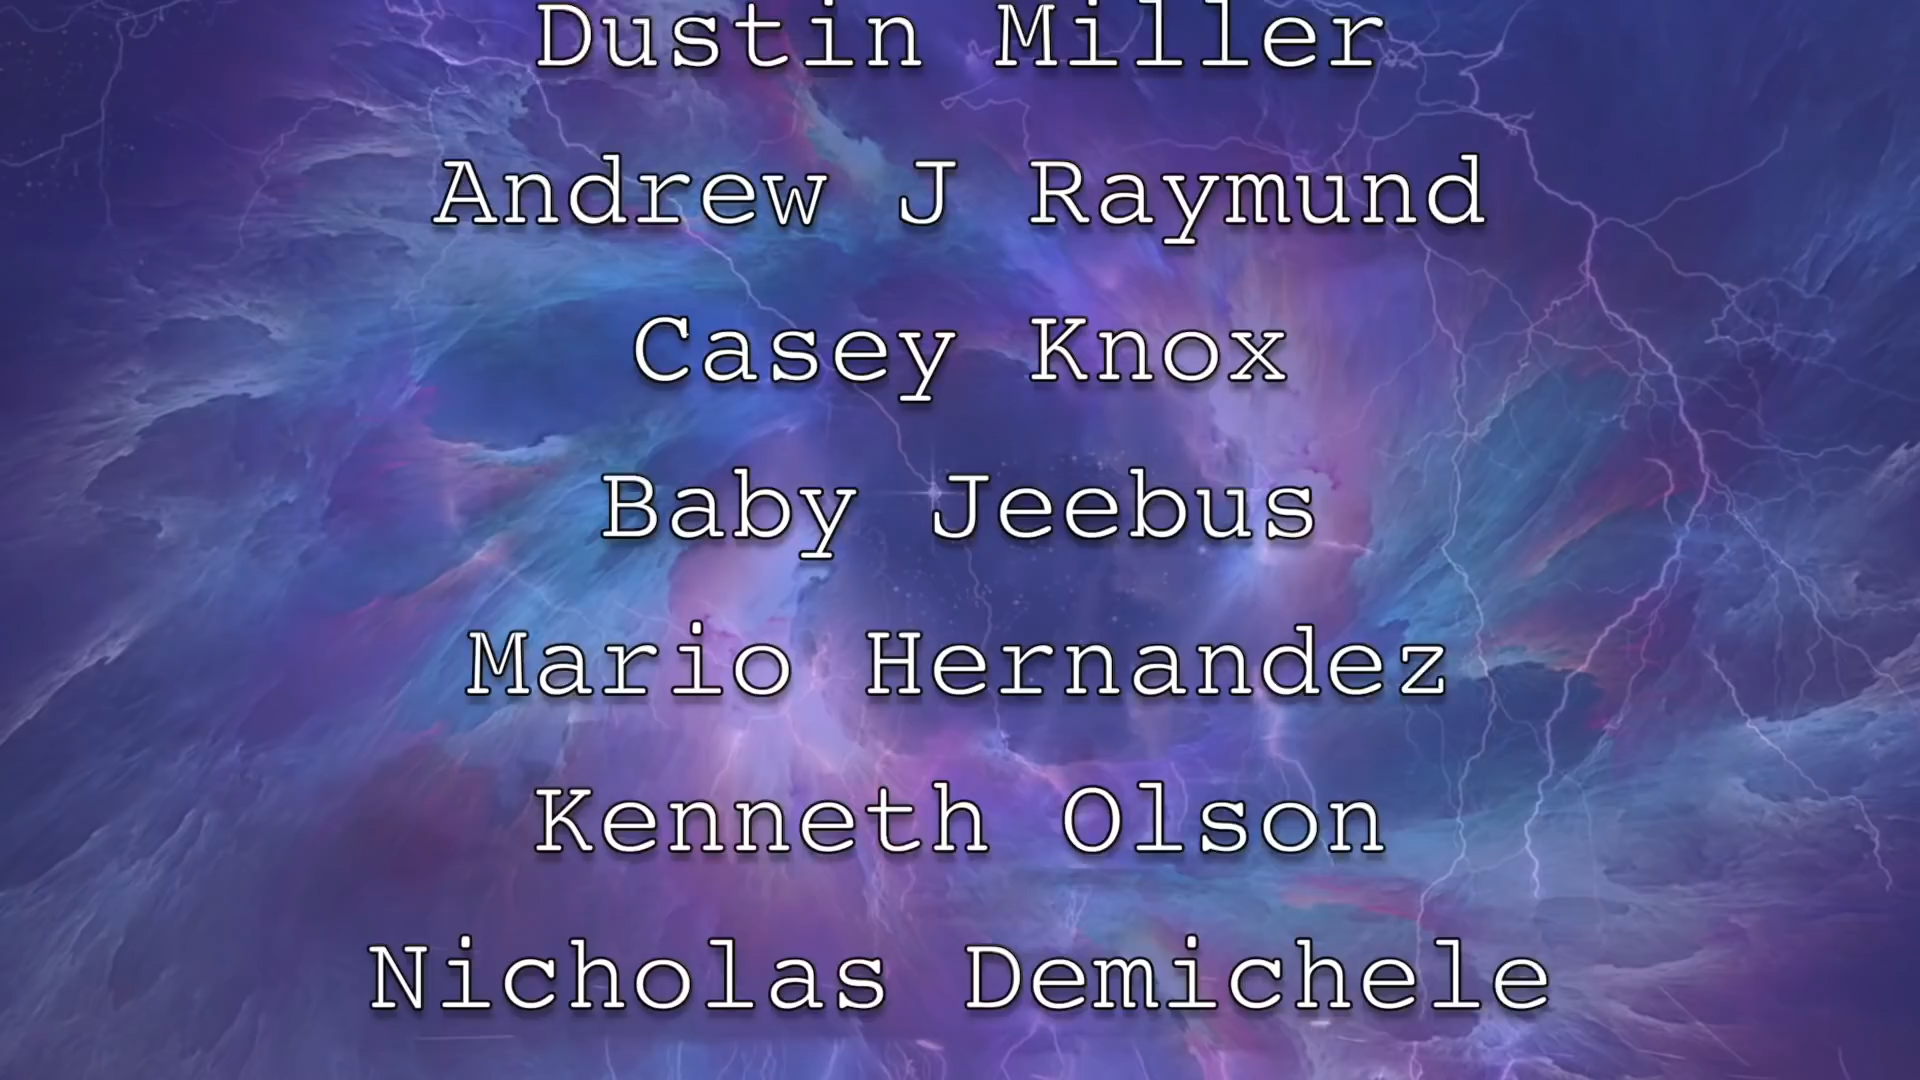 Dustin Miller
Andrew J Raymund
Casey Knox
Baby Jeebus
Mario Hernandez
Kenneth Olson
Nicholas Demichele